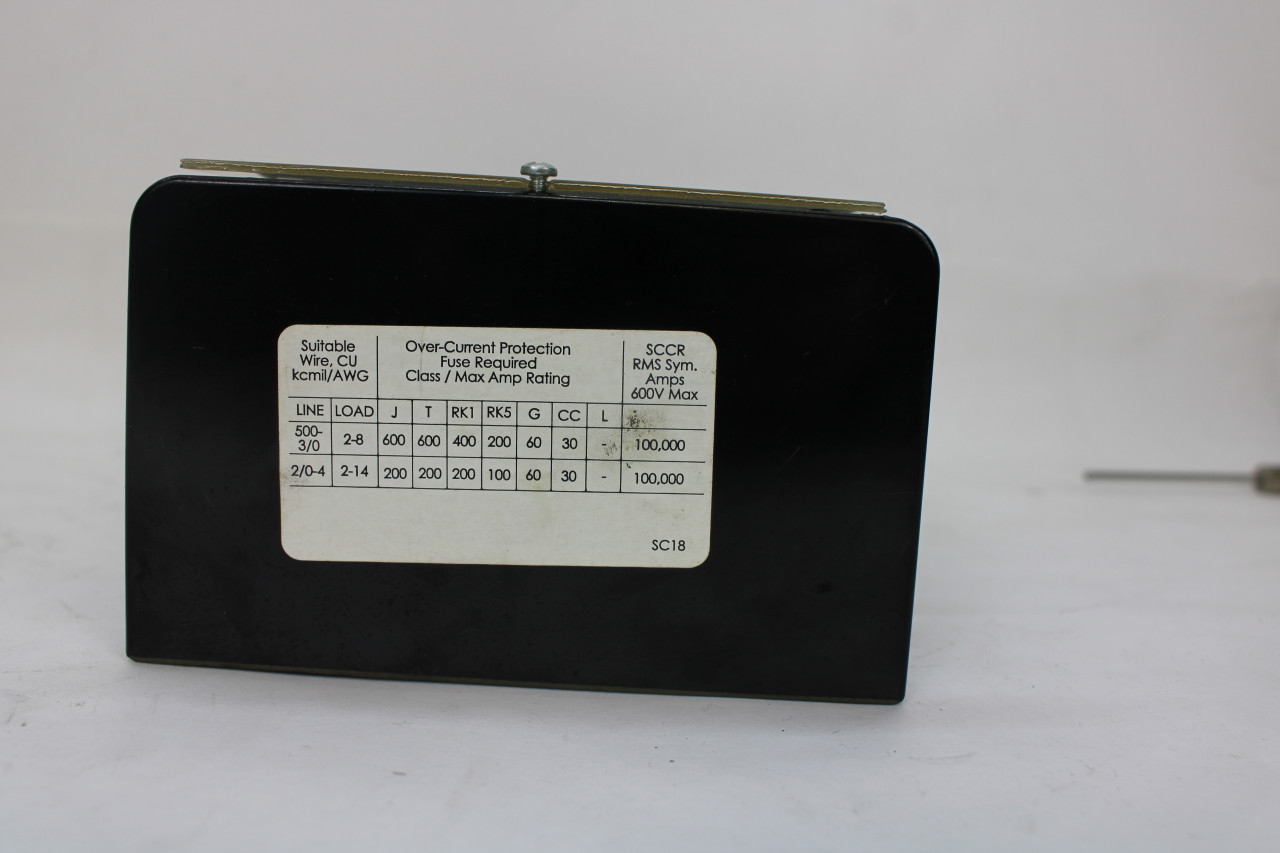 Suitable
Wire, CU
kcmil/AWG
Over-Current Protection
Fuse Required
Class / Max Amp Rating
SCCR
RMS Sym.
Amps
600V Max
LINE LOAD J T RK1 RK5 G CC L
500-
3/0 2-8 600 600 400 200 60 30 - 100,000
2/0-4 2-14 200 200 200 100 60 30 - 100,000
SC18